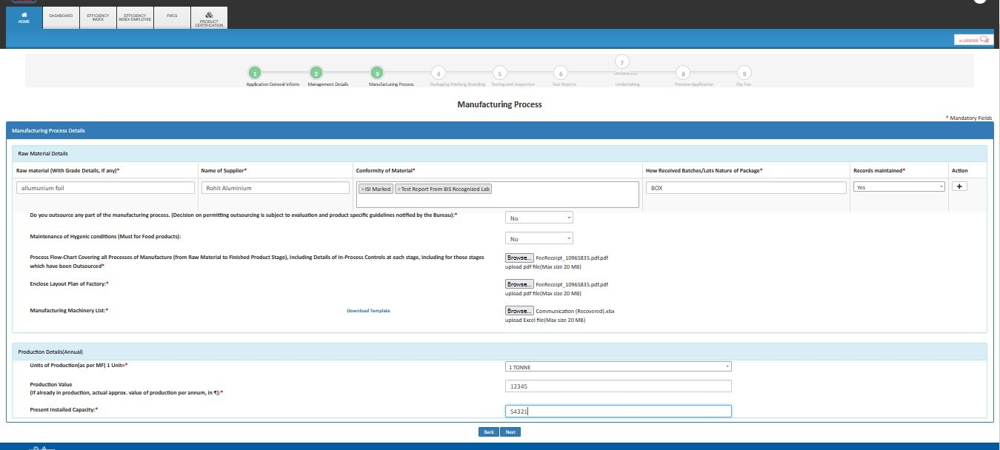 HOME
DASHBOARD
EFFICIENCY
INDEX
EFFICIENCY
INDEX EMPLOYEE
FMCS
PRODUCT
CERTIFICATION
e-JAWAB
1
2
3
4
5
6
7
8
9
Application General Inform
Management Details
Manufacturing Process
Packaging Marking Branding
Testing and Inspection
Test Reports
Declaratory
Undertaking
Preview Application
Pay Fee
Manufacturing Process
* Mandatory Fields
Manufacturing Process Details
Raw Material Details
Raw material (With Grade Details, if any)*
Name of Supplier*
Conformity of Material*
How Received Batches/Lots Nature of Package*
Records maintained*
Action
allumunium foil
Rohit Aluminium
×ISI Marked ×Test Report From BIS Recognized Lab
BOX
Yes
+
Do you outsource any part of the manufacturing process. (Decision on permitting outsourcing is subject to evaluation and product specific guidelines notified by the Bureau):*
No
Maintenance of Hygenic conditions (Must for Food products):
No
Process Flow-Chart Covering all Processes of Manufacture (from Raw Material to Finished Product Stage), Including Details of In-Process Controls at each stage, including for those stages
which have been Outsourced*
Browse... FeeReceipt_10965835.pdf.pdf
upload pdf file(Max size 20 MB)
Enclose Layout Plan of Factory:*
Browse... FeeReceipt_10965835.pdf.pdf
upload pdf file(Max size 20 MB)
Manufacturing Machinery List:*
Download Template
Browse... Communication (Recovered).xlsx
upload Excel file(Max size 20 MB)
Production Details(Annual)
Units of Production(as per MF) 1 Unit=*
1 TONNE
Production Value
(If already in production, actual approx. value of production per annum, in ₹):*
12345
Present Installed Capacity:*
54321
Back
Next